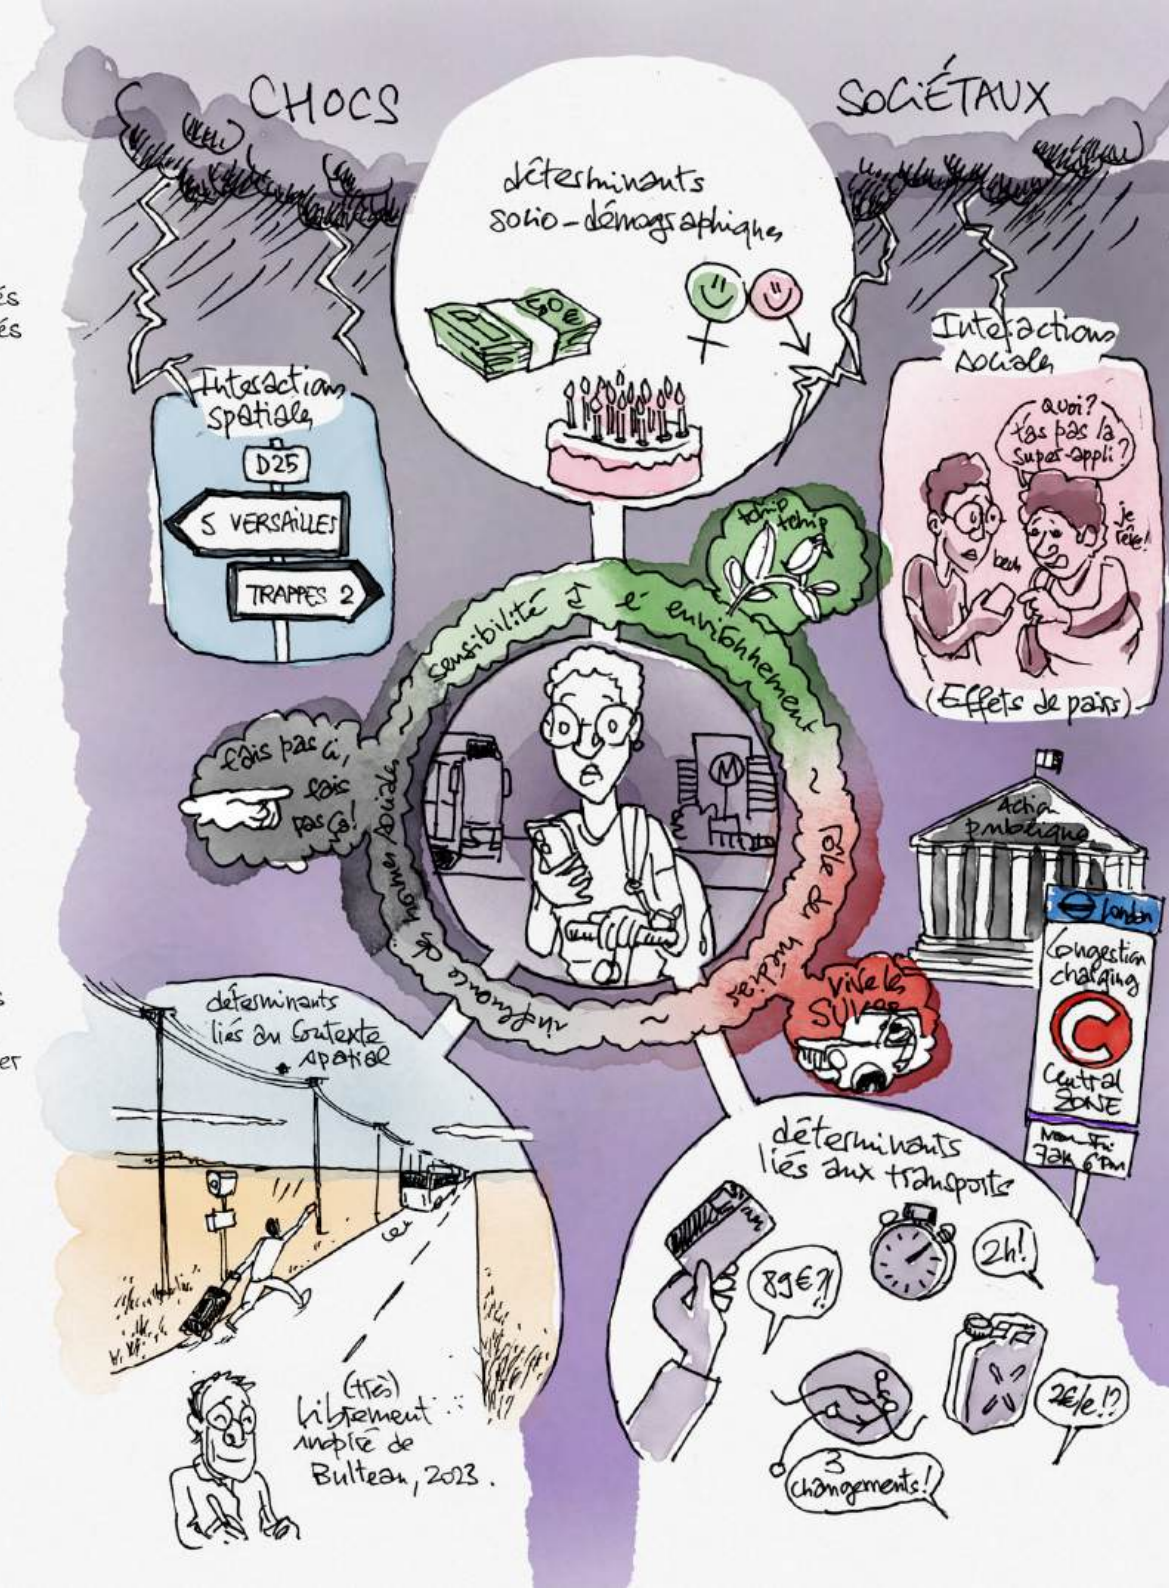 CHOCS
SOCIÉTAUX
déterminants
socio-démographiques
50€
és
és
Interactions
spatiales
D25
5 VERSAILLES
TRAPPES 2
Interactions
sociales
Quoi?
t'as pas la
super-appli?
je
rêve!
beuh
(Effets de pairs)
tchip
tchip
sensibilité à l'environnement ~ rôle des médias ~ influence des normes sociales ~
fais pas ci,
fais
pas ça!
M
Action
publique
London
Congestion
charging
C
Central
ZONE
Mon-Fri
7am 6pm
vive les
SUV
s
er
déterminants
liés au contexte
spatial
déterminants
liés aux transports
/an
89€?!
2h!
2€/l!?
3
changements!
(très)
librement
inspiré de
Bulteau, 2023.